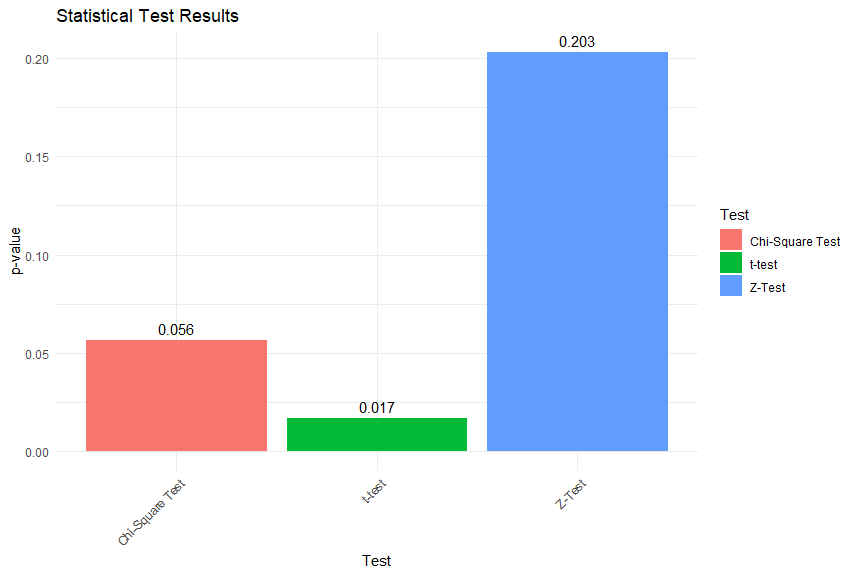 Statistical Test Results
0.203
0.20
0.15
0.10
0.05
0.00
p-value
0.056
0.017
Chi-Square Test
t-test
Z-Test
Test
Test
Chi-Square Test
t-test
Z-Test